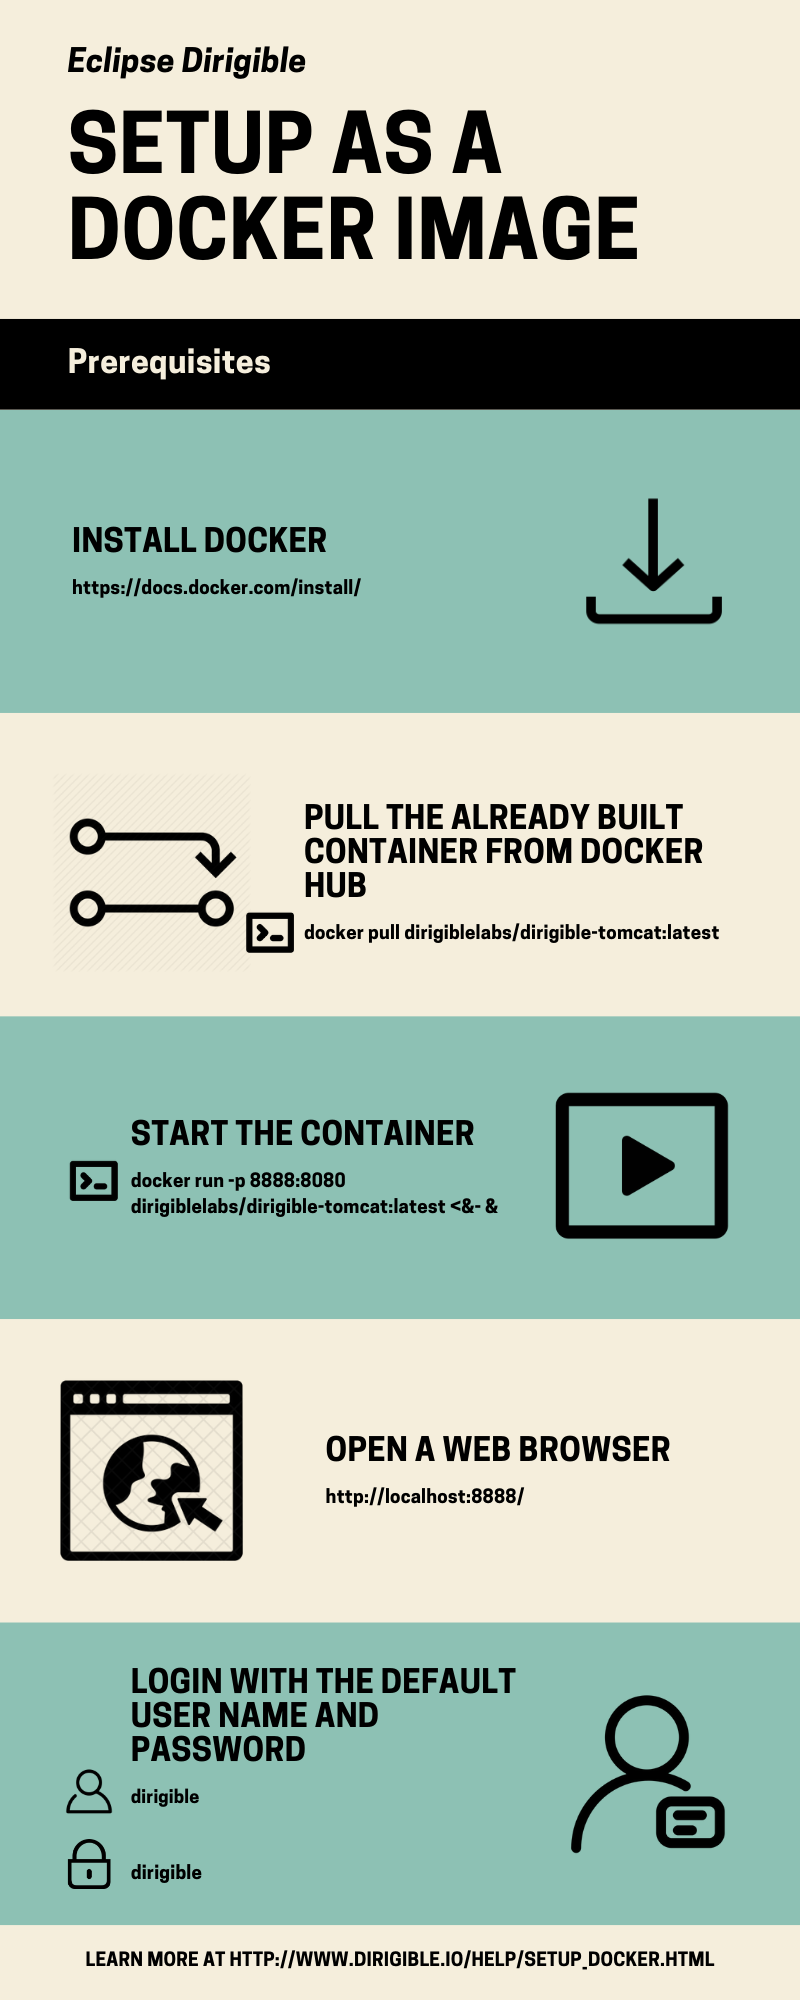 Eclipse Dirigible
SETUP AS A
DOCKER IMAGE
Prerequisites
INSTALL DOCKER
https://docs.docker.com/install/
PULL THE ALREADY BUILT
CONTAINER FROM DOCKER
HUB
docker pull dirigiblelabs/dirigible-tomcat:latest
START THE CONTAINER
docker run -p 8888:8080
dirigiblelabs/dirigible-tomcat:latest <&- &
OPEN A WEB BROWSER
http://localhost:8888/
LOGIN WITH THE DEFAULT
USER NAME AND
PASSWORD
dirigible
dirigible
LEARN MORE AT HTTP://WWW.DIRIGIBLE.IO/HELP/SETUP_DOCKER.HTML